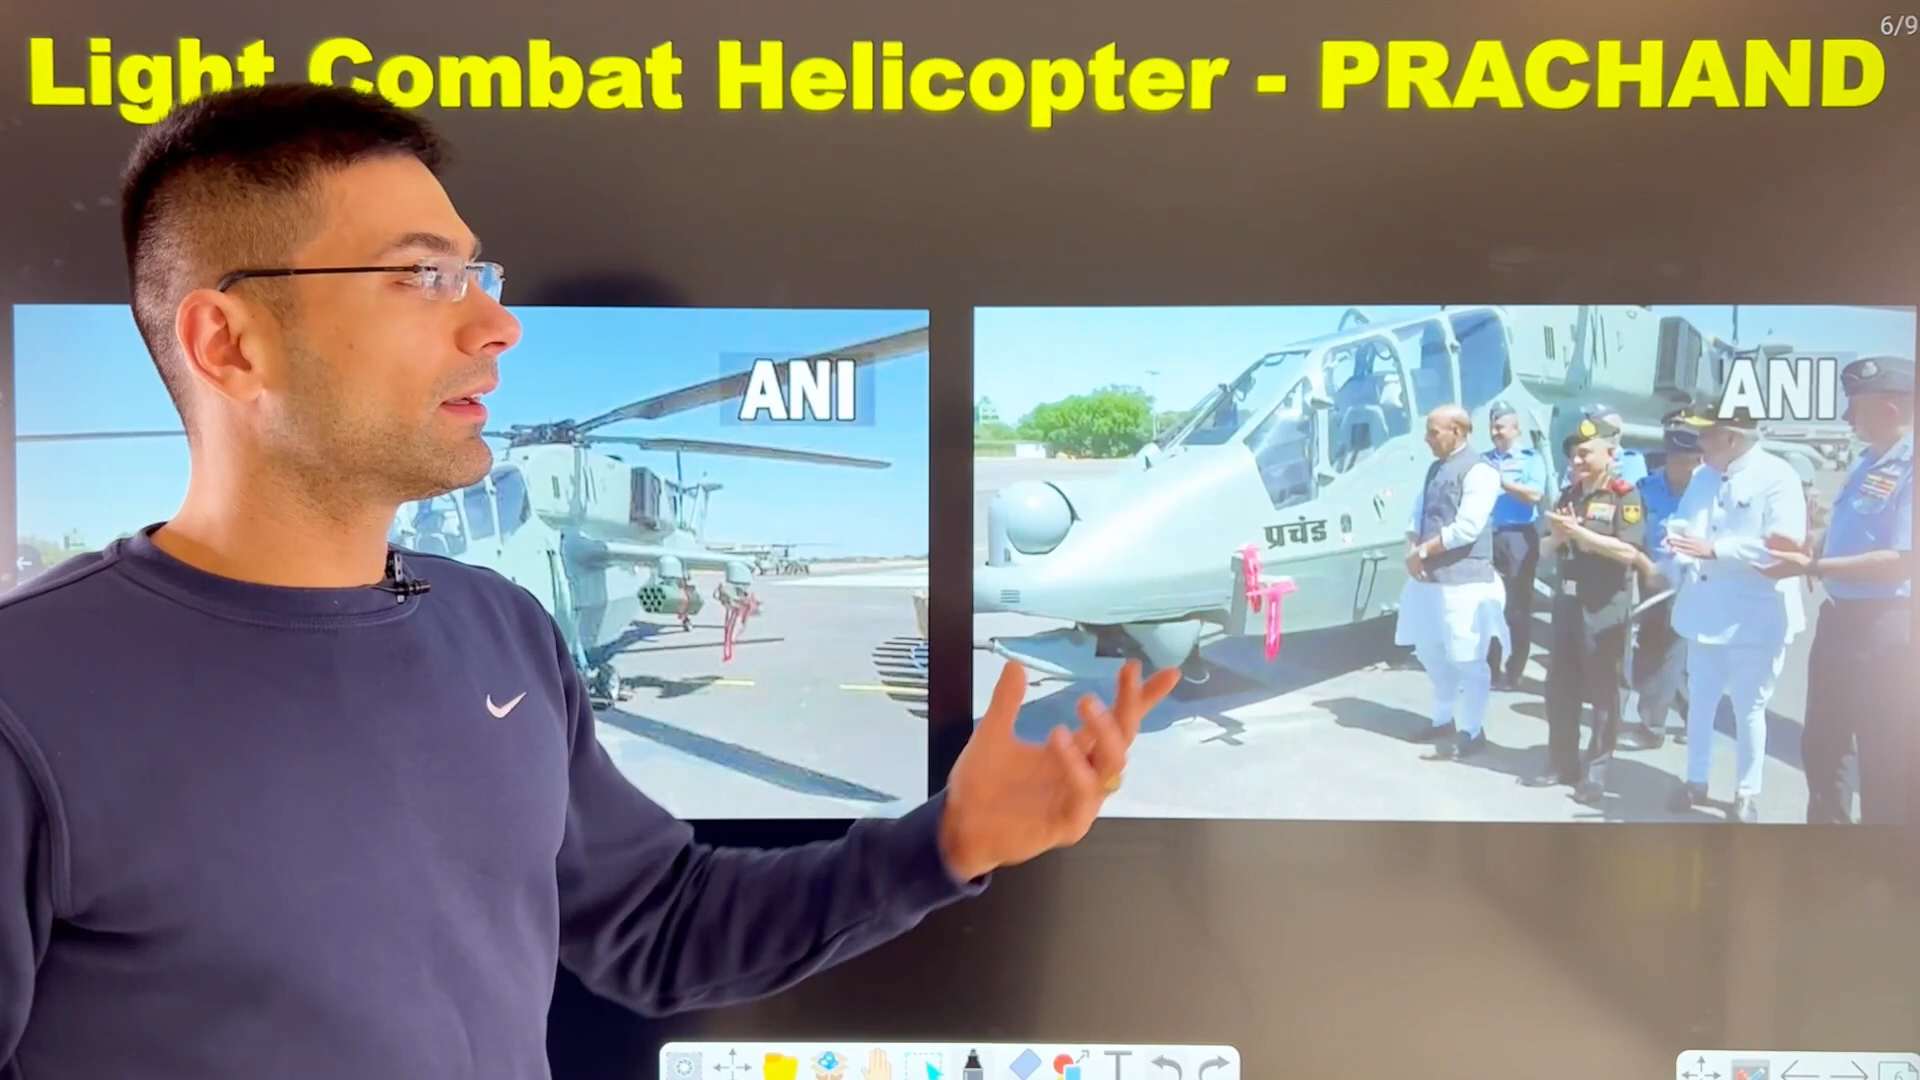 6/9
Light Combat Helicopter - PRACHAND
ANI
ANI
प्रचंड